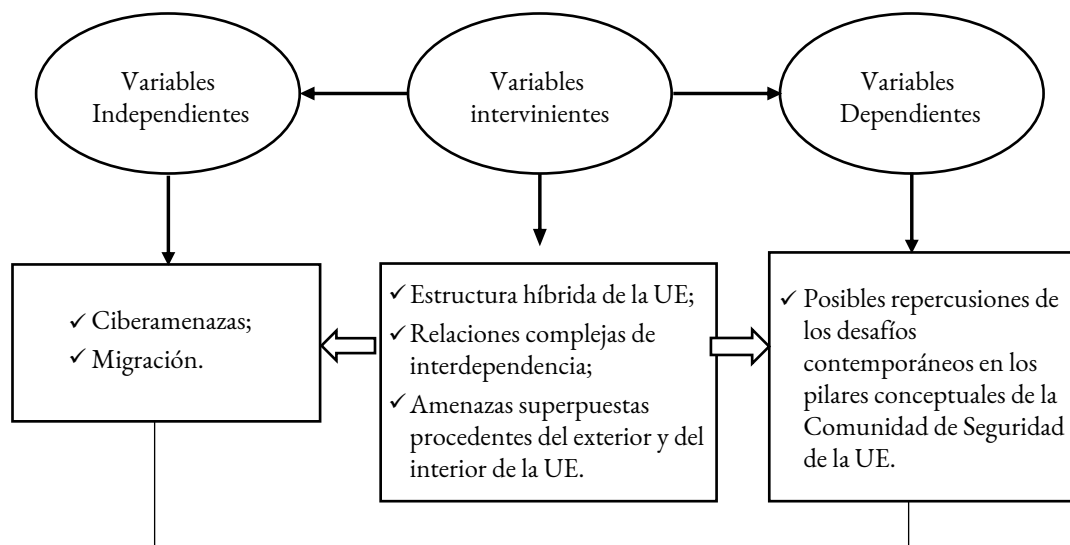 Variables
Independientes
Variables
intervinientes
Variables
Dependientes
✓ Ciberamenazas;
✓ Migración.
✓ Estructura híbrida de la UE;
✓ Relaciones complejas de
interdependencia;
✓ Amenazas superpuestas
procedentes del exterior y del
interior de la UE.
✓ Posibles repercusiones de
los desafíos
contemporáneos en los
pilares conceptuales de la
Comunidad de Seguridad
de la UE.